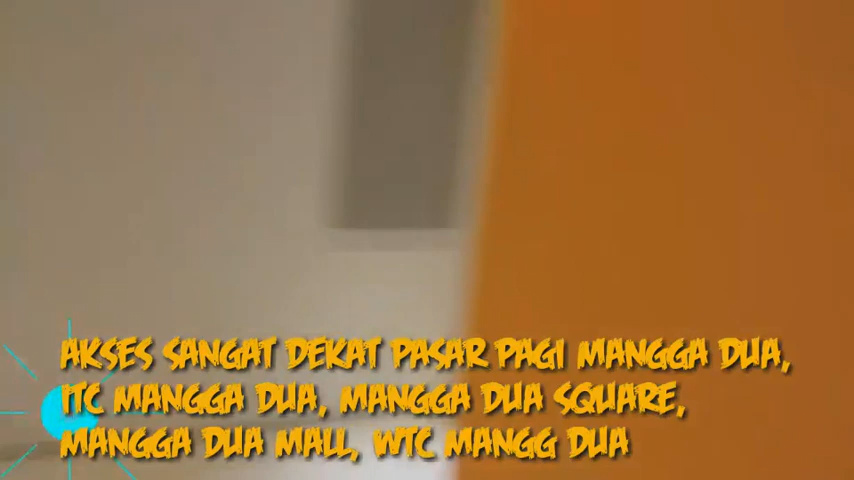 AKSES SANGAT DEKAT PASAR PAGI MANGGA DUA,
ITC MANGGA DUA, MANGGA DUA SQUARE,
MANGGA DUA MALL, WTC MANGG DUA